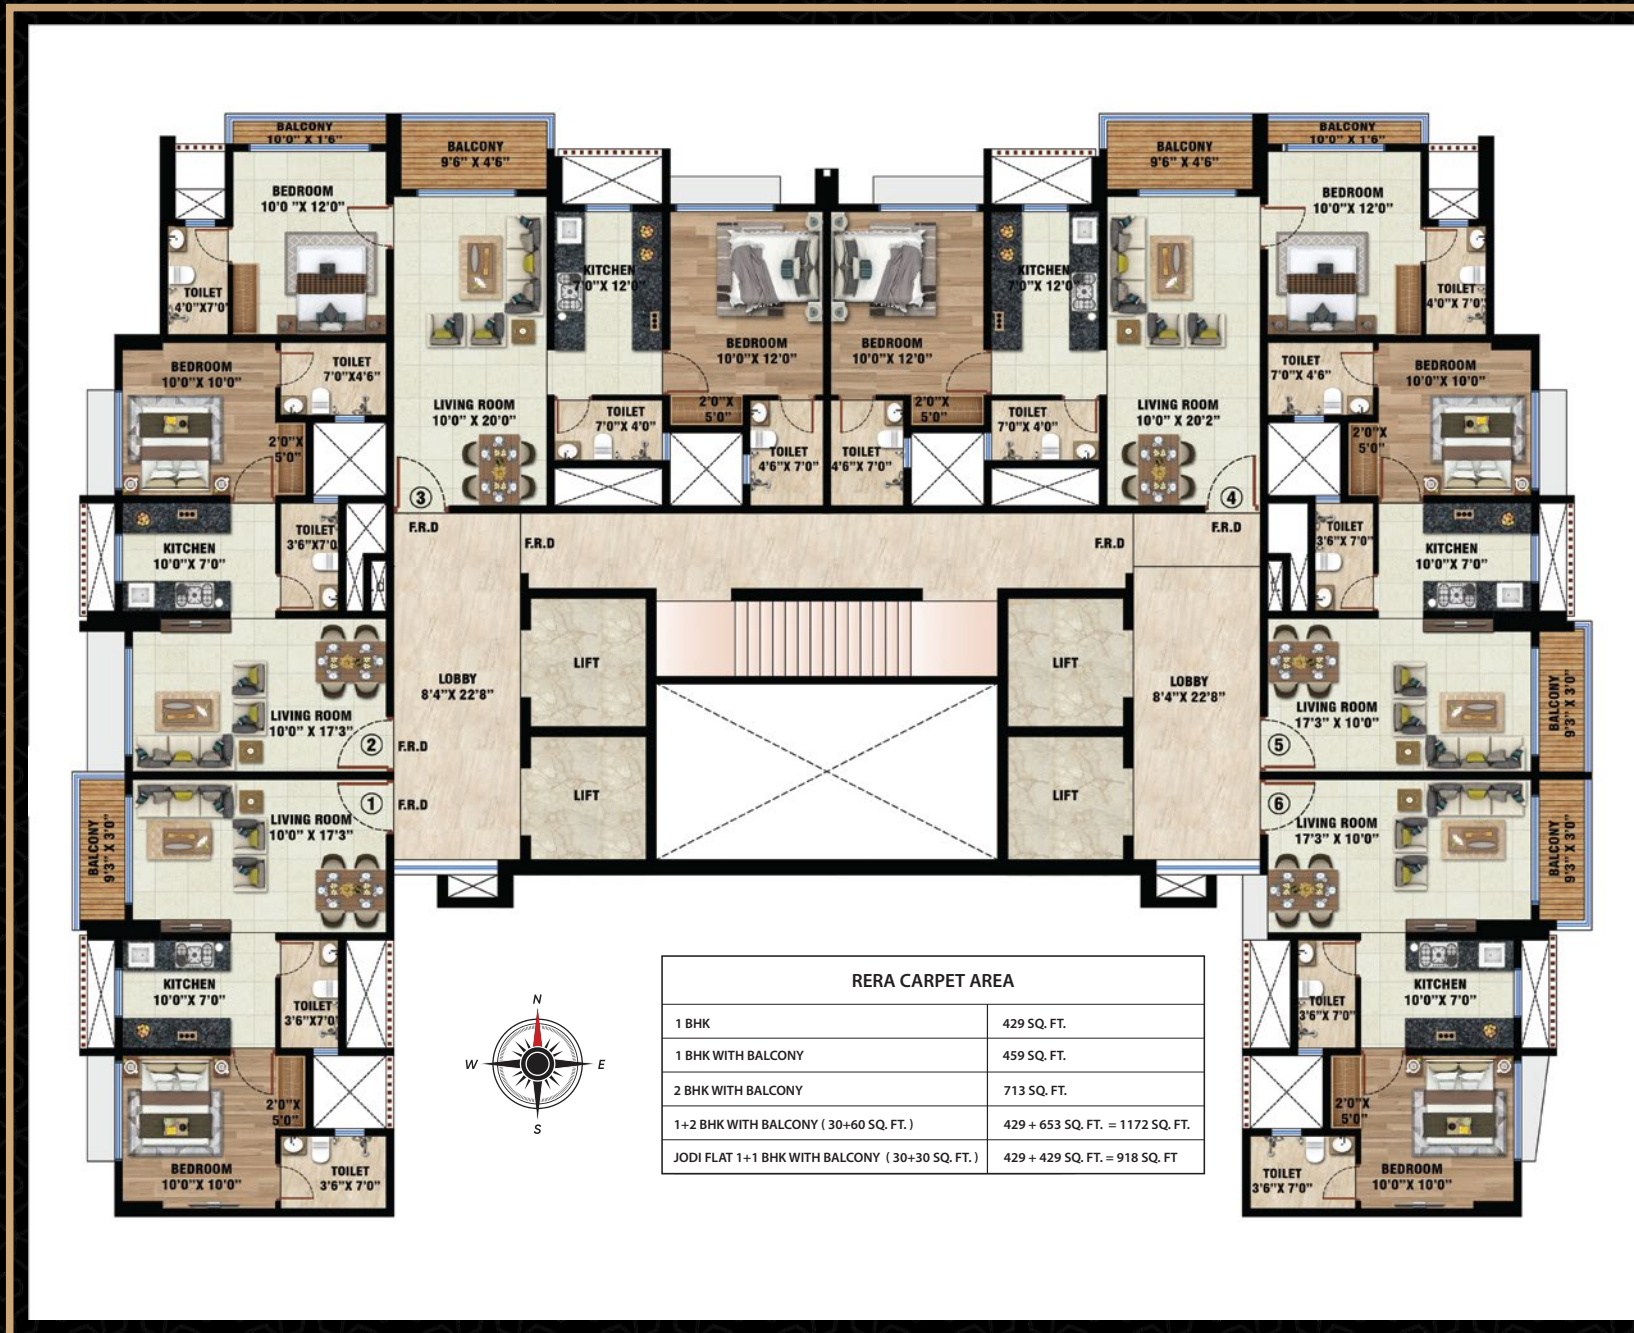 BALCONY
10'0" X 1'6"
BALCONY
9'6" X 4'6"
BALCONY
9'6" X 4'6"
BALCONY
10'0" X 1'6"
BEDROOM
10'0 "X 12'0"
BEDROOM
10'0"X 12'0"
TOILET
4'0"X7'0"
KITCHEN
7'0"X 12'0"
KITCHEN
7'0"X 12'0"
TOILET
4'0"X 7'0"
BEDROOM
10'0"X 12'0"
BEDROOM
10'0"X 12'0"
BEDROOM
10'0"X 10'0"
TOILET
7'0"X4'6"
TOILET
7'0"X 4'6"
BEDROOM
10'0"X 10'0"
LIVING ROOM
10'0" X 20'0"
TOILET
7'0"X 4'0"
2'0"X
5'0"
2'0"X
5'0"
TOILET
7'0"X 4'0"
LIVING ROOM
10'0"X 20'2"
2'0"X
5'0"
TOILET
4'6"X 7'0"
TOILET
4'6"X 7'0"
2'0"X
5'0"
3
4
F.R.D
F.R.D
F.R.D
F.R.D
KITCHEN
10'0"X 7'0"
TOILET
3'6"X7'0"
TOILET
3'6"X 7'0"
KITCHEN
10'0"X 7'0"
LIFT
LIFT
LOBBY
8'4"X 22'8"
LOBBY
8'4"X 22'8"
LIVING ROOM
10'0" X 17'3"
2
F.R.D
LIVING ROOM
17'3" X 10'0"
5
BALCONY
9'3" X 3'0"
LIFT
LIFT
BALCONY
9'3" X 3'0"
LIVING ROOM
10'0" X 17'3"
1
F.R.D
6
LIVING ROOM
17'3" X 10'0"
BALCONY
9'3" X 3'0"
KITCHEN
10'0"X 7'0"
TOILET
3'6"X7'0"
TOILET
3'6"X 7'0"
KITCHEN
10'0"X 7'0"
2'0"X
5'0"
2'0"X
5'0"
BEDROOM
10'0"X 10'0"
TOILET
3'6"X 7'0"
TOILET
3'6"X 7'0"
BEDROOM
10'0"X 10'0"
N
W
E
S
RERA CARPET AREA
1 BHK 429 SQ. FT.
1 BHK WITH BALCONY 459 SQ. FT.
2 BHK WITH BALCONY 713 SQ. FT.
1+2 BHK WITH BALCONY ( 30+60 SQ. FT. ) 429 + 653 SQ. FT. = 1172 SQ. FT.
JODI FLAT 1+1 BHK WITH BALCONY ( 30+30 SQ. FT. ) 429 + 429 SQ. FT. = 918 SQ. FT